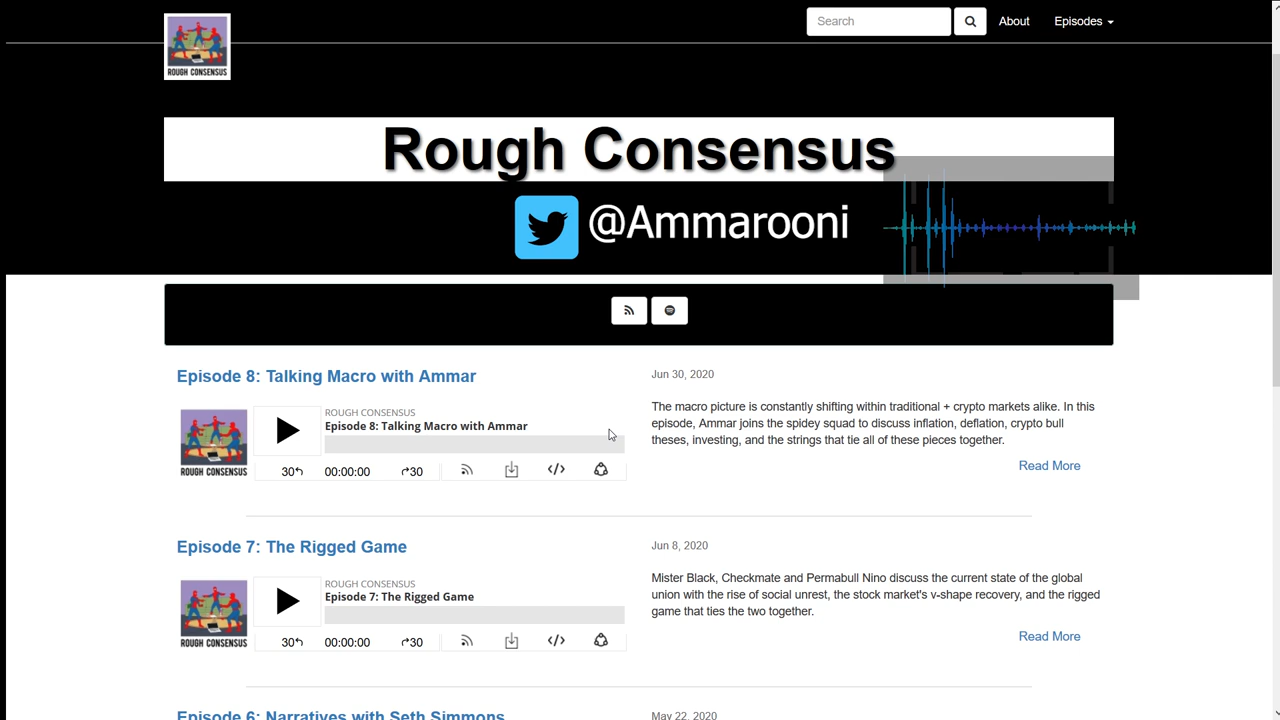 Search
About
Episodes
ROUGH CONSENSUS
Rough Consensus
@Ammarooni
Episode 8: Talking Macro with Ammar
Jun 30, 2020
ROUGH CONSENSUS
ROUGH CONSENSUS
Episode 8: Talking Macro with Ammar
30
00:00:00
30
The macro picture is constantly shifting within traditional + crypto markets alike. In this
episode, Ammar joins the spidey squad to discuss inflation, deflation, crypto bull
theses, investing, and the strings that tie all of these pieces together.
Read More
Episode 7: The Rigged Game
Jun 8, 2020
ROUGH CONSENSUS
ROUGH CONSENSUS
Episode 7: The Rigged Game
30
00:00:00
30
Mister Black, Checkmate and Permabull Nino discuss the current state of the global
union with the rise of social unrest, the stock market's v-shape recovery, and the rigged
game that ties the two together.
Read More
Episode 6: Narratives with Seth Simmons
May 22, 2020